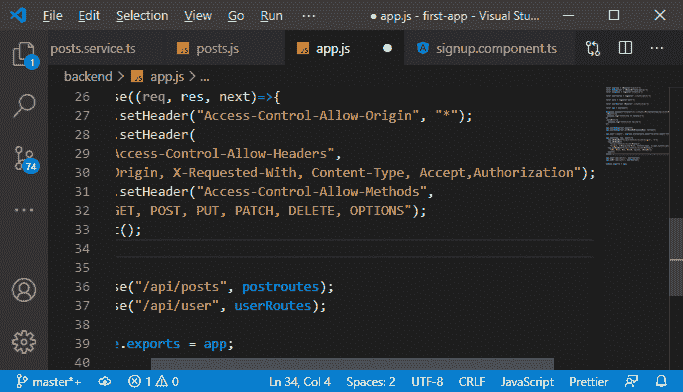 File Edit Selection View Go Run ··· ● app.js - first-app - Visual Stu...
posts.service.ts posts.js app.js ● signup.component.ts ···
backend > app.js > ...
1
74
26 se((req, res, next)=>{
27 .setHeader("Access-Control-Allow-Origin", "*");
28 .setHeader(
29 Access-Control-Allow-Headers",
30 Origin, X-Requested-With, Content-Type, Accept,Authorization");
31 .setHeader("Access-Control-Allow-Methods",
32 GET, POST, PUT, PATCH, DELETE, OPTIONS");
33 t();
34
35
36 se("/api/posts", postroutes);
37 se("/api/user", userRoutes);
38
39 e.exports = app;
40
master*+ 1 0 Ln 34, Col 4 Spaces: 2 UTF-8 CRLF JavaScript Prettier